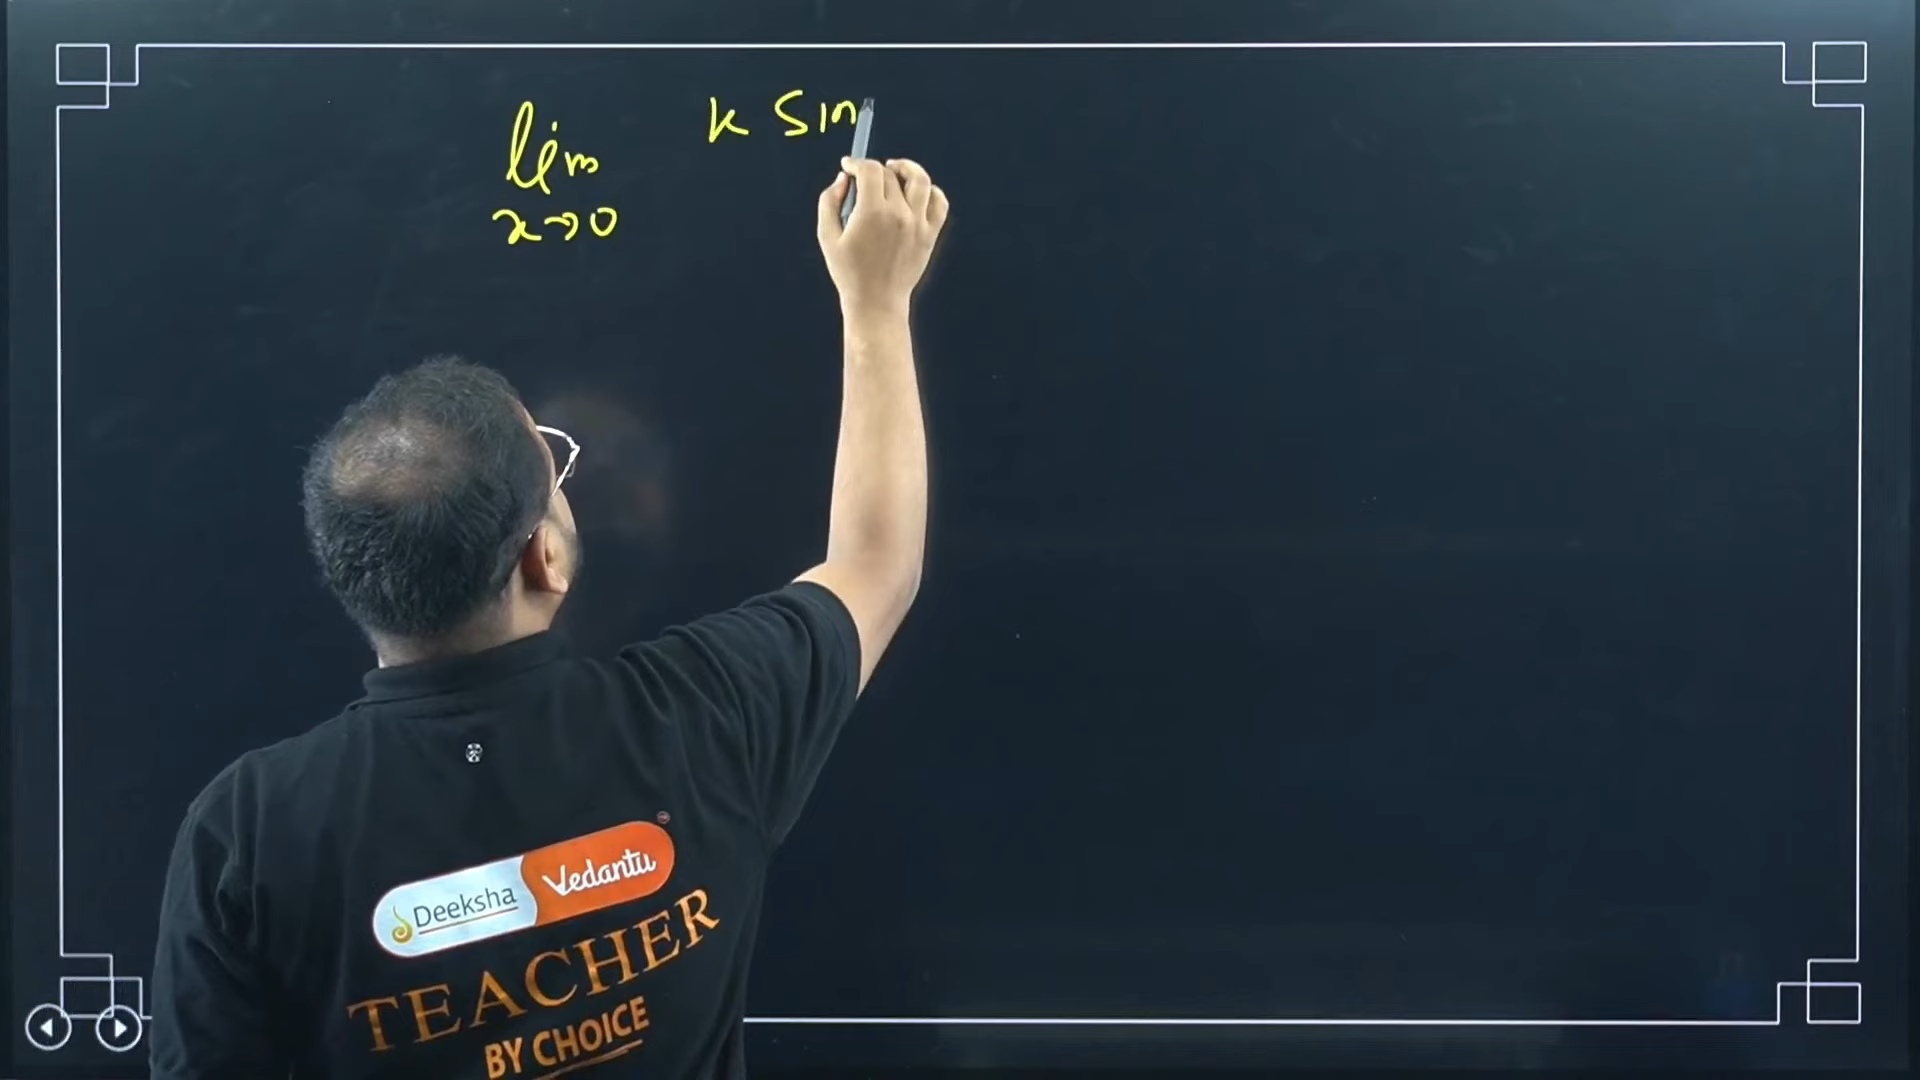 lim k Sin
x→0
Deeksha Vedantu
TEACHER
BY CHOICE